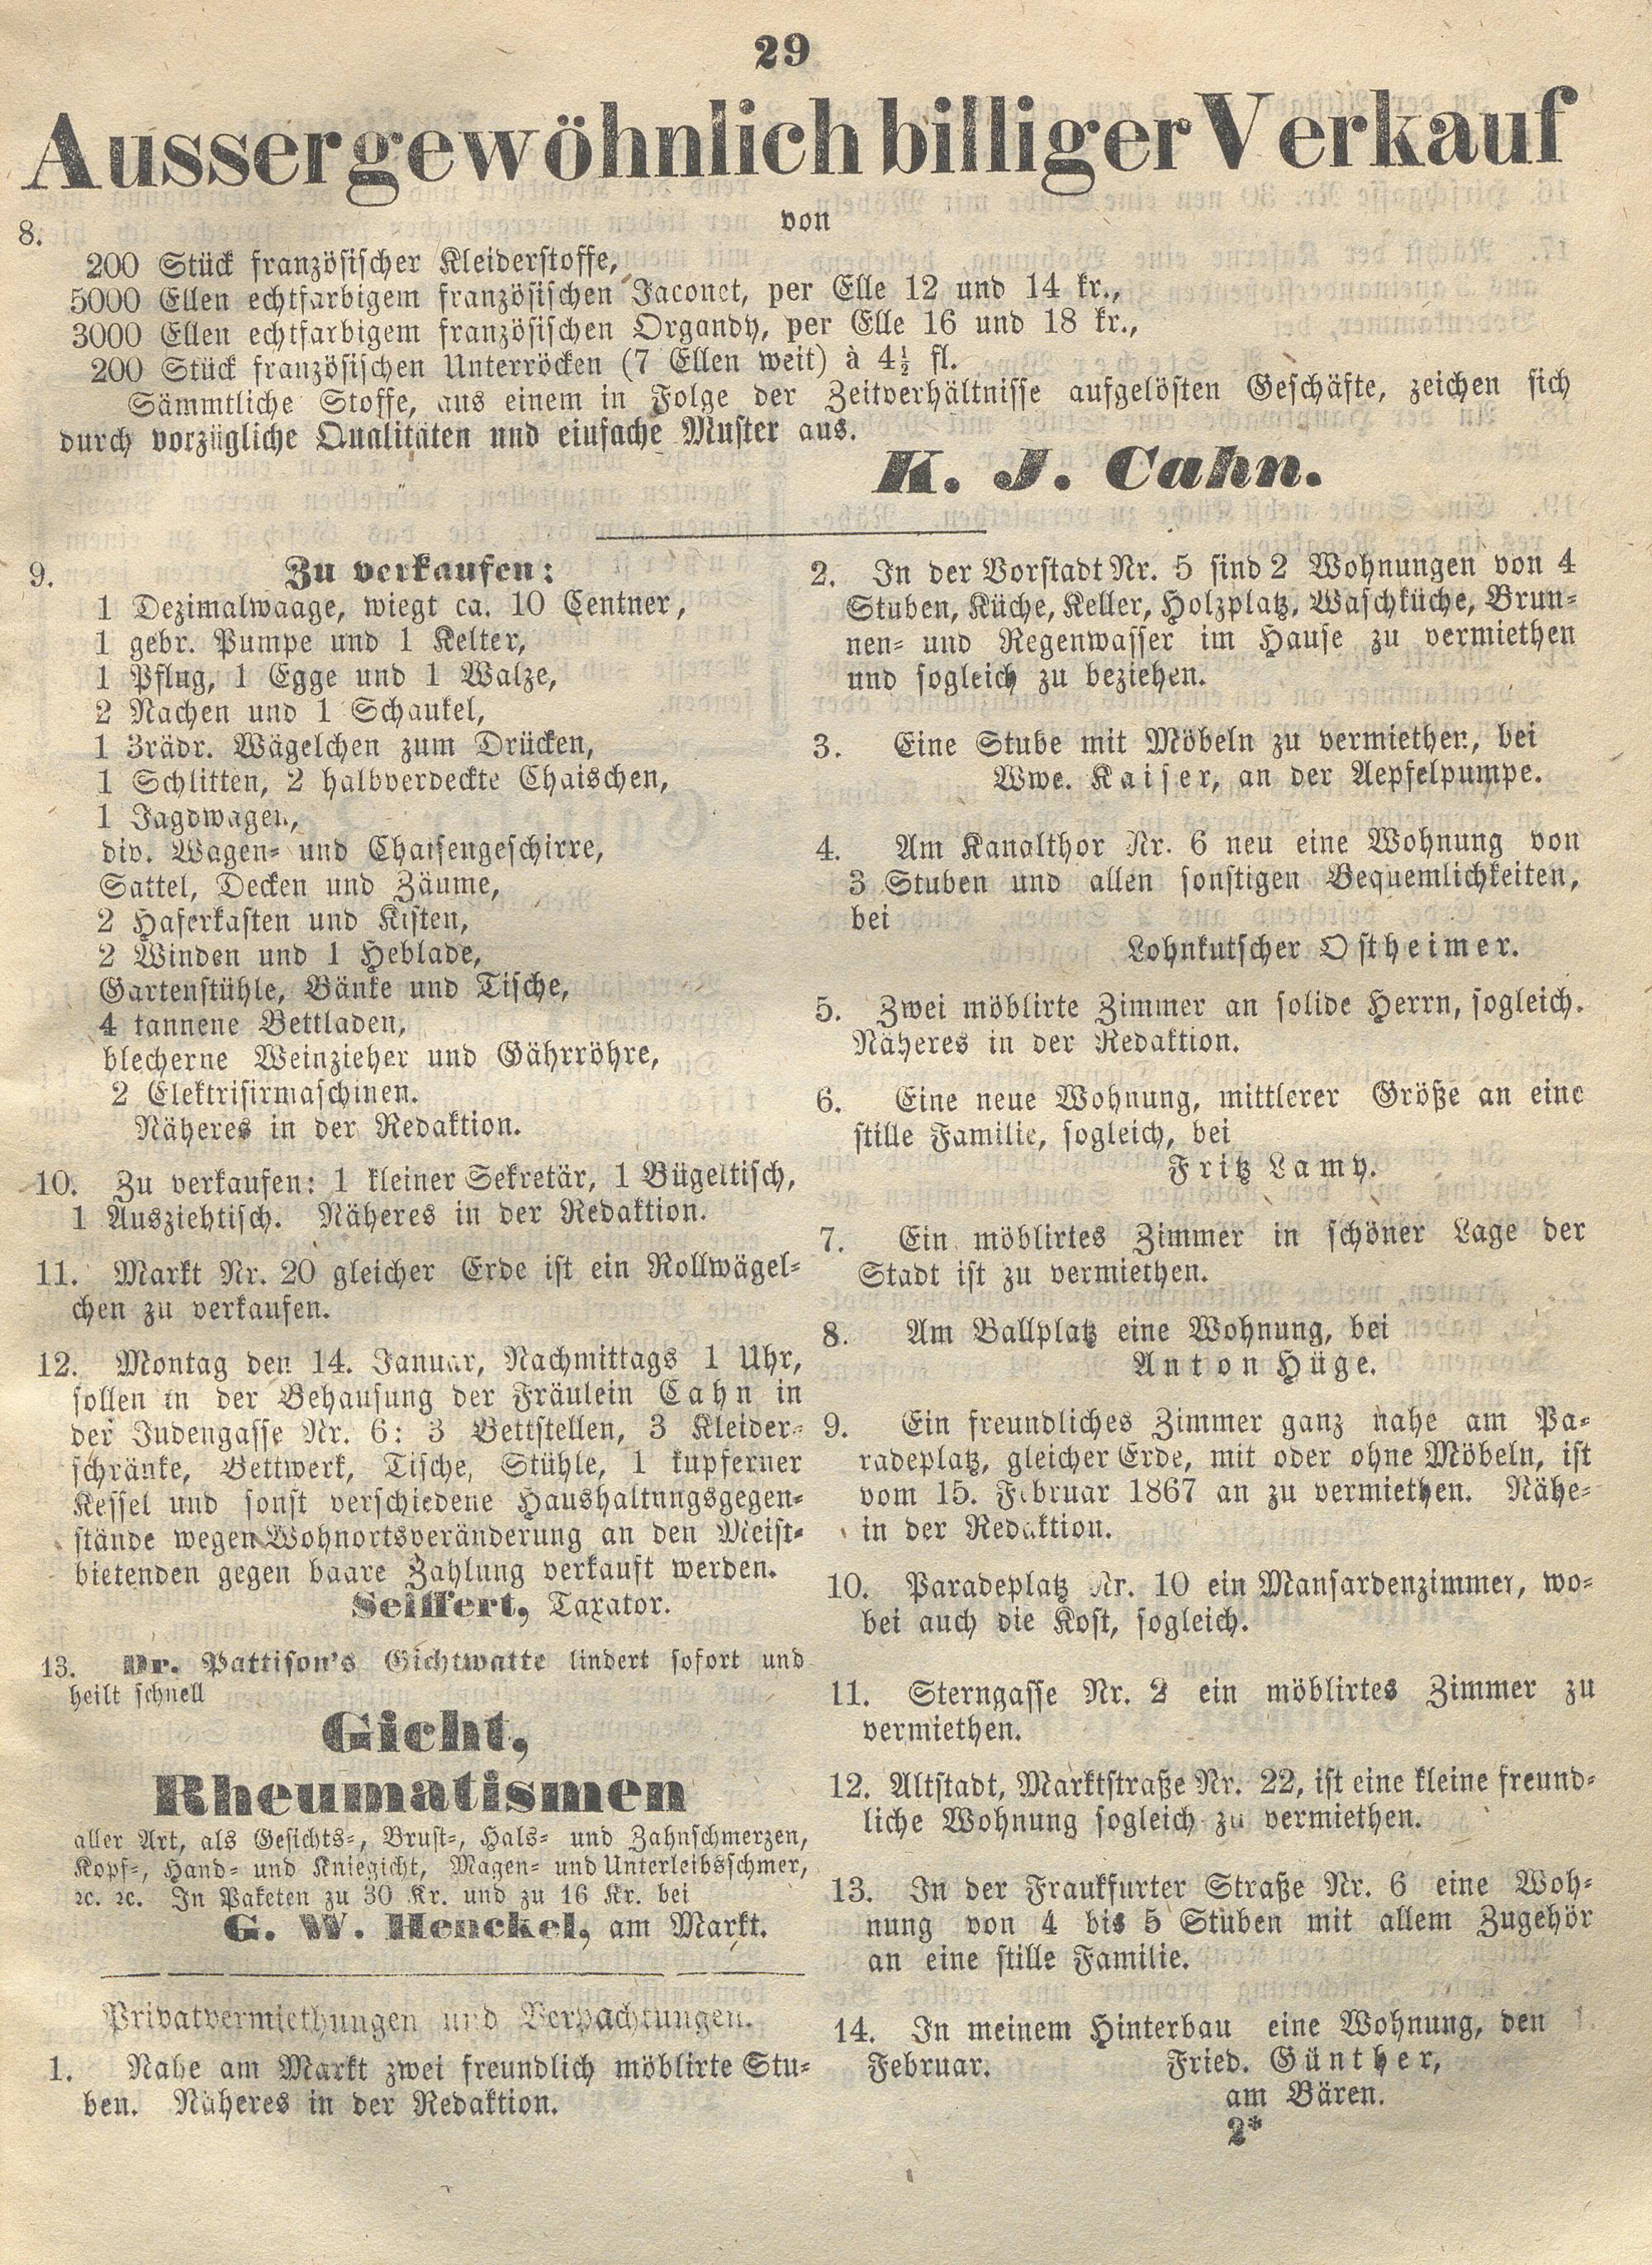 29
Aussergewöhnlich billiger Verkauf
8. von
200 Stück französischer Kleiderstoffe,
5000 Ellen echtfarbigem französischen Jaconet, per Elle 12 und 14 kr.,
3000 Ellen echtfarbigem französischen Organdy, per Elle 16 und 18 kr.,
200 Stück französischen Unterröcken (7 Ellen weit) à 4½ fl.
Sämmtliche Stoffe, aus einem in Folge der Zeitverhältnisse aufgelösten Geschäfte, zeichen sich
durch vorzügliche Qualitäten und einfache Muster aus.
K. J. Cahn.
9. Zu verkaufen:
1 Dezimalwaage, wiegt ca. 10 Centner,
1 gebr. Pumpe und 1 Kelter,
1 Pflug, 1 Egge und 1 Walze,
2 Nachen und 1 Schaukel,
1 3rädr. Wägelchen zum Drücken,
1 Schlitten, 2 halbverdeckte Chaischen,
1 Jagdwagen,
div. Wagen- und Chaisengeschirre,
Sattel, Decken und Zäume,
2 Haferkasten und Kisten,
2 Winden und 1 Heblade,
Gartenstühle, Bänke und Tische,
4 tannene Bettladen,
blecherne Weinzieher und Gährröhre,
2 Elektrisirmaschinen.
Näheres in der Redaktion.
10. Zu verkaufen: 1 kleiner Sekretär, 1 Bügeltisch,
1 Ausziehtisch. Näheres in der Redaktion.
11. Markt Nr. 20 gleicher Erde ist ein Rollwägel-
chen zu verkaufen.
12. Montag den 14. Januar, Nachmittags 1 Uhr,
sollen in der Behausung der Fräulein Cahn in
der Judengasse Nr. 6: 3 Bettstellen, 3 Kleider-
schränke, Bettwerk, Tische, Stühle, 1 kupferner
Kessel und sonst verschiedene Haushaltungsgegen-
stände wegen Wohnortsveränderung an den Meist-
bietenden gegen baare Zahlung verkauft werden.
Seiffert, Taxator.
13. Dr. Pattison's Gichtwatte lindert sofort und
heilt schnell
Gicht,
Rheumatismen
aller Art, als Gesichts-, Brust-, Hals- und Zahnschmerzen,
Kopf-, Hand- und Kniegicht, Magen- und Unterleibsschmer,
ꝛc. ꝛc. In Paketen zu 30 Kr. und zu 16 Kr. bei
G. W. Henckel, am Markt.
Privatvermiethungen und Verpachtungen.
1. Nahe am Markt zwei freundlich möblirte Stu-
ben. Näheres in der Redaktion.
2. In der Vorstadt Nr. 5 sind 2 Wohnungen von 4
Stuben, Küche, Keller, Holzplatz, Waschküche, Brun-
nen- und Regenwasser im Hause zu vermiethen
und sogleich zu beziehen.
3. Eine Stube mit Möbeln zu vermiethen, bei
Wwe. Kaiser, an der Aepfelpumpe.
4. Am Kanalthor Nr. 6 neu eine Wohnung von
3 Stuben und allen sonstigen Bequemlichkeiten,
bei
Lohnkutscher Ostheimer.
5. Zwei möblirte Zimmer an solide Herrn, sogleich.
Näheres in der Redaktion.
6. Eine neue Wohnung, mittlerer Größe an eine
stille Familie, sogleich, bei
Fritz Lamy.
7. Ein möblirtes Zimmer in schöner Lage der
Stadt ist zu vermiethen.
8. Am Ballplatz eine Wohnung, bei
Anton Hüge.
9. Ein freundliches Zimmer ganz nahe am Pa-
radeplatz, gleicher Erde, mit oder ohne Möbeln, ist
vom 15. Februar 1867 an zu vermiethen. Nähe-
in der Redaktion.
10. Paradeplatz Nr. 10 ein Mansardenzimmer, wo-
bei auch die Kost, sogleich.
11. Sterngasse Nr. 2 ein möblirtes Zimmer zu
vermiethen.
12. Altstadt, Marktstraße Nr. 22, ist eine kleine freund-
liche Wohnung sogleich zu vermiethen.
13. In der Fraukfurter Straße Nr. 6 eine Woh-
nung von 4 bis 5 Stuben mit allem Zugehör
an eine stille Familie.
14. In meinem Hinterbau eine Wohnung, den 1.
Februar. Fried. Günther,
am Bären.
2*